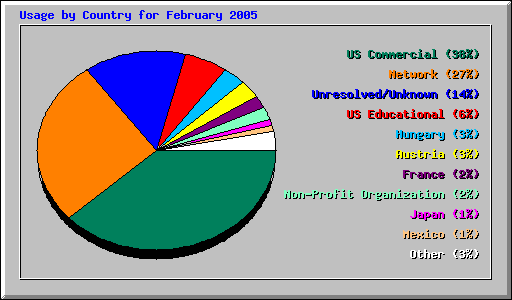 Usage by Country for February 2005
US Commercial (38%)
Network (27%)
Unresolved/Unknown (14%)
US Educational (6%)
Hungary (3%)
Austria (3%)
France (2%)
Non-Profit Organization (2%)
Japan (1%)
Mexico (1%)
Other (3%)